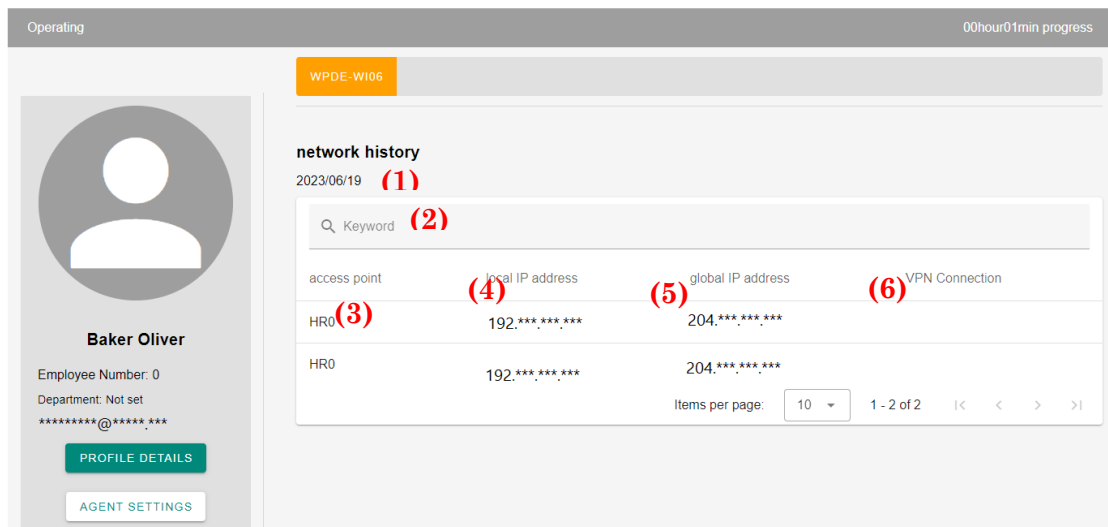 Operating 00hour01min progress
WPDE-WI06
network history
2023/06/19 (1)
Keyword (2)
access point (4) local IP address (5) global IP address (6) VPN Connection
HR0 (3) 192.***.***.*** 204.***.***.***
HR0 192.***.***.*** 204.***.***.***
Items per page: 10 1 - 2 of 2
Baker Oliver
Employee Number: 0
Department: Not set
*********@*****.***
PROFILE DETAILS
AGENT SETTINGS